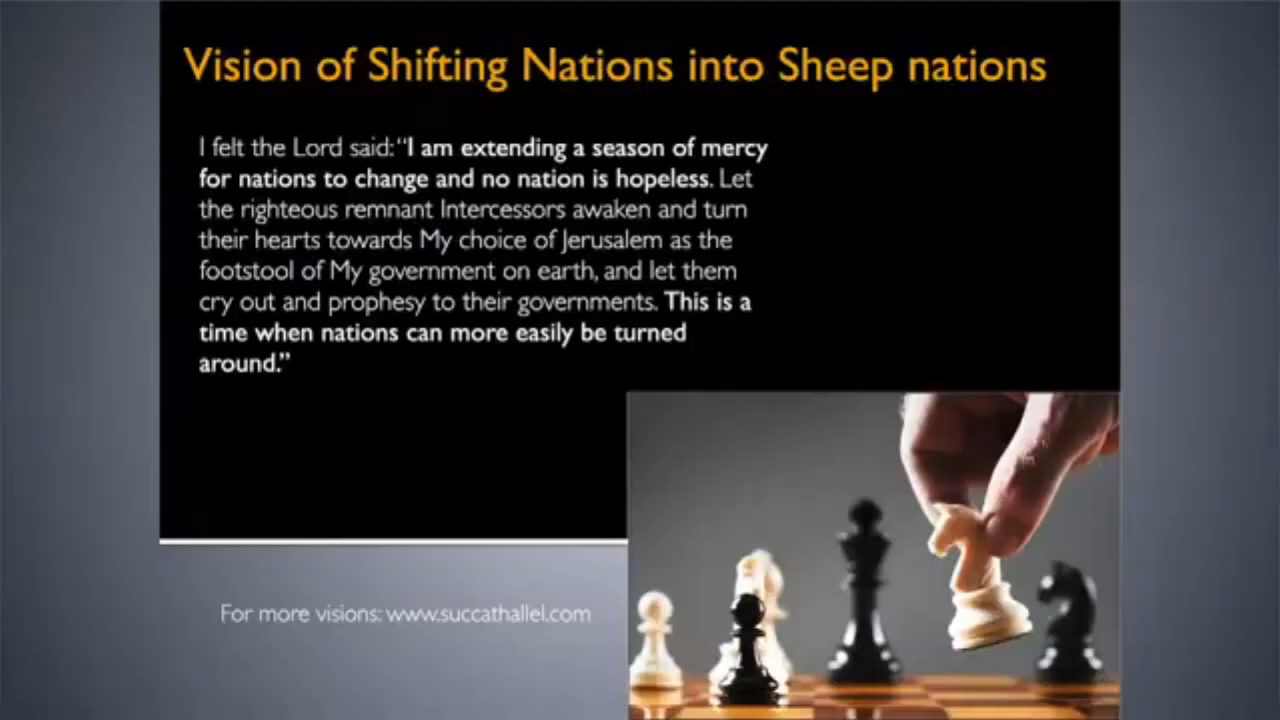 Vision of Shifting Nations into Sheep nations
I felt the Lord said: “I am extending a season of mercy
for nations to change and no nation is hopeless. Let
the righteous remnant Intercessors awaken and turn
their hearts towards My choice of Jerusalem as the
footstool of My government on earth, and let them
cry out and prophesy to their governments. This is a
time when nations can more easily be turned
around.”
For more visions: www.succathallel.com